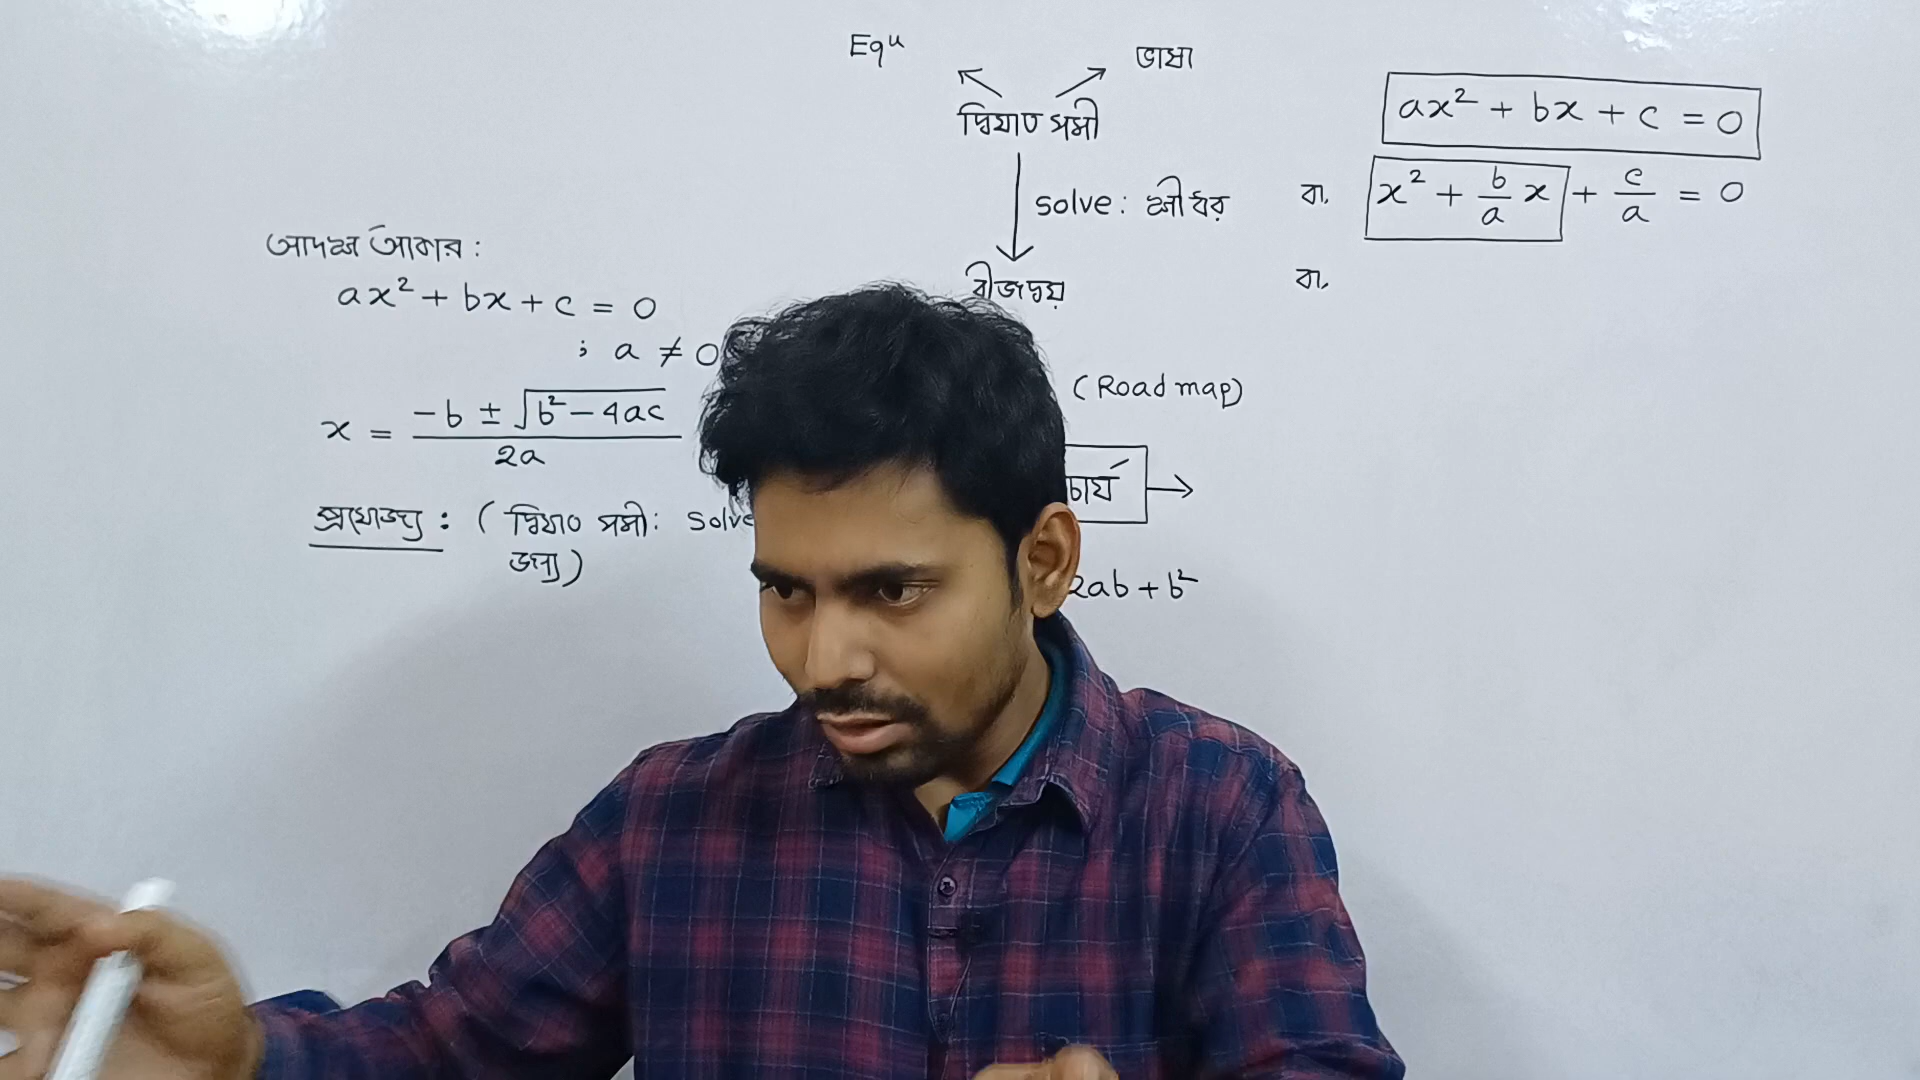 Eqⁿ
ভাষা
দ্বিঘাত সমী
solve: শ্রীধর
বীজদ্বয়
আদর্শ আকার :
ax² + bx + c = 0
; a ≠ 0
x = (-b ± √(b² - 4ac)) / 2a
প্রযোজ্য : ( দ্বিঘাত সমী: solve
জন্য )
(Road map)
চার্য
2ab + b²
ax² + bx + c = 0
বা, x² + b/a x + c/a = 0
বা,